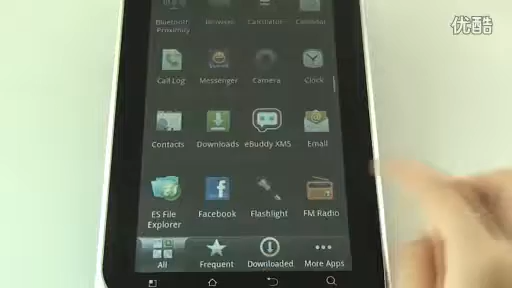 优酷
Bluetooth Browser Calculator Calendar
Proximity
Call Log Messenger Camera Clock
Contacts Downloads eBuddy XMS Email
ES File Facebook Flashlight FM Radio
Explorer
All Frequent Downloaded More Apps